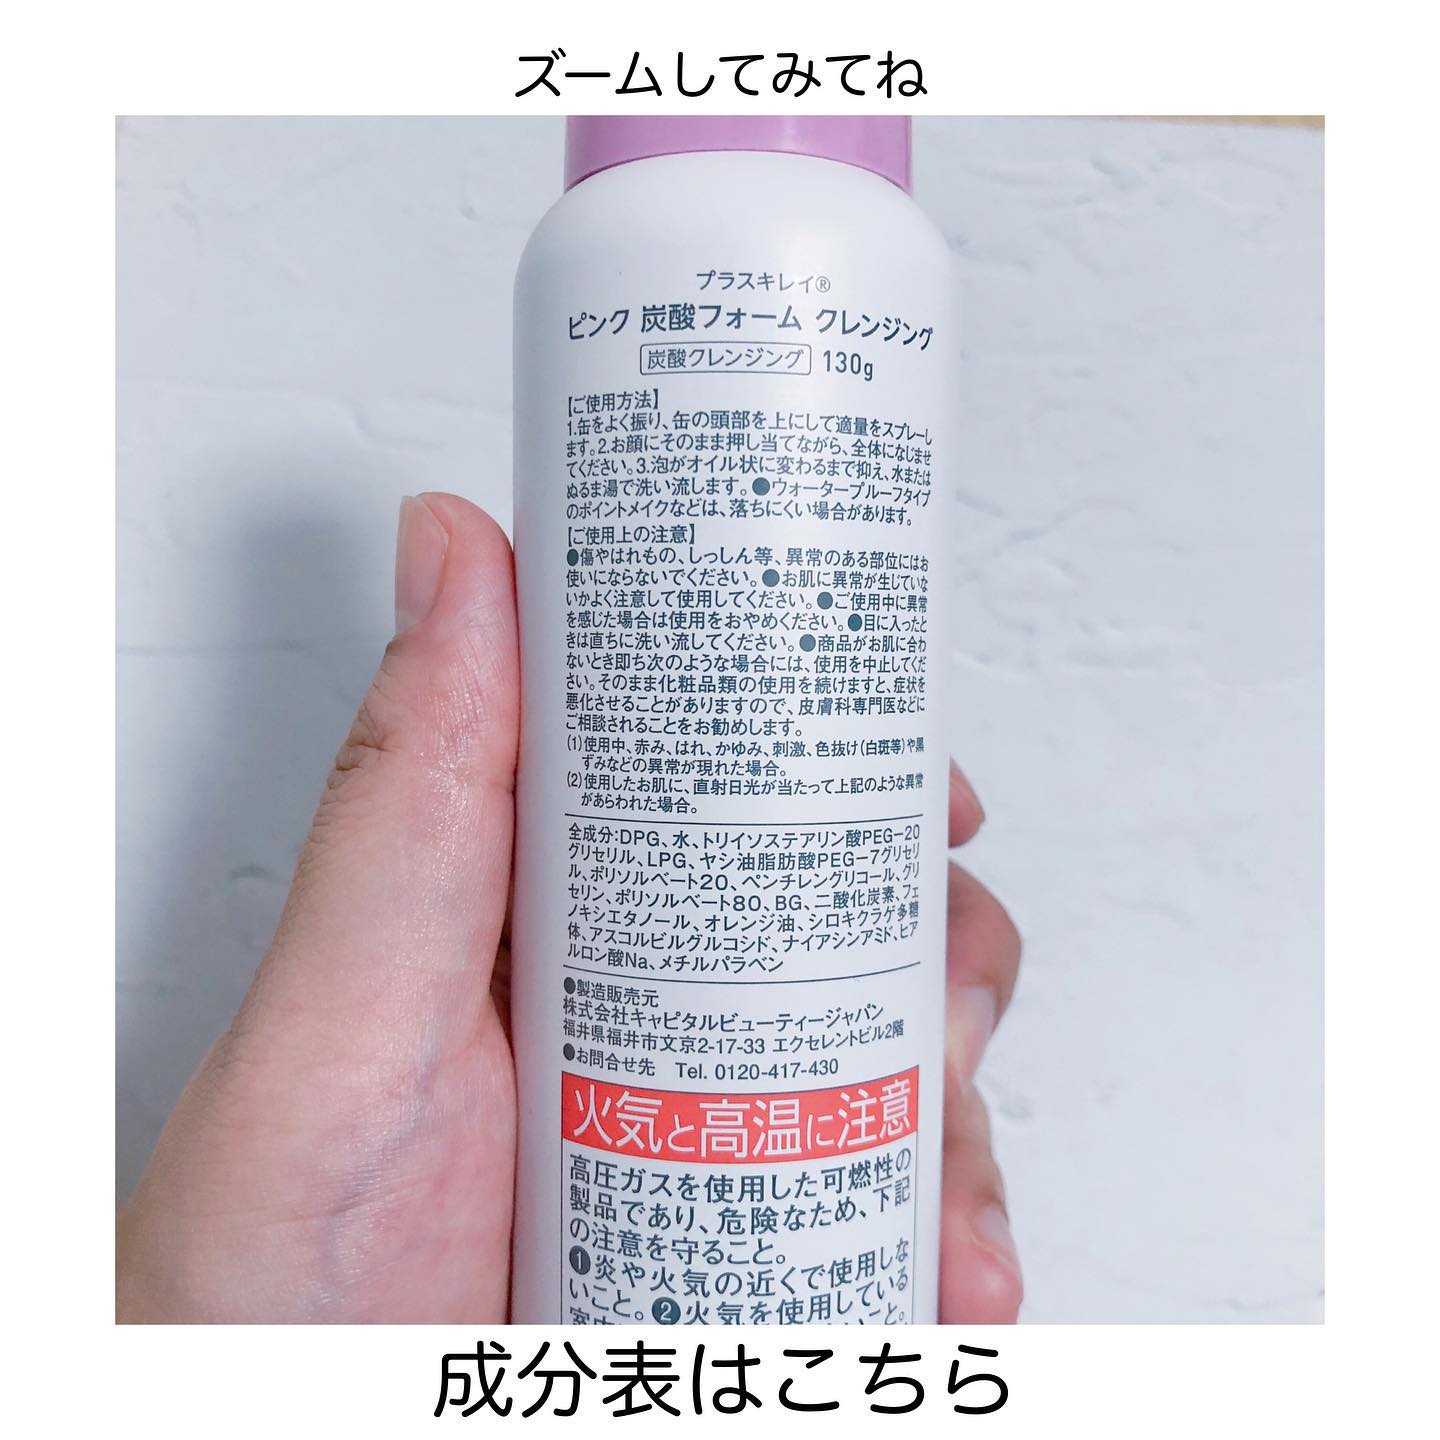 ズームしてみてね
プラスキレイ®
ピンク 炭酸フォーム クレンジング
炭酸クレンジング 130g
【ご使用方法】
1.缶をよく振り、缶の頭部を上にして適量をスプレーし
ます。2.お顔にそのまま押し当てながら、全体になじませ
てください。3.泡がオイル状に変わるまで抑え、水または
ぬるま湯で洗い流します。●ウォータープルーフタイプ
のポイントメイクなどは、落ちにくい場合があります。
【ご使用上の注意】
●傷やはれもの、しっしん等、異常のある部位にはお
使いにならないでください。●お肌に異常が生じていな
いかよく注意して使用してください。●ご使用中に異常
を感じた場合は使用をおやめください。●目に入ったと
きは直ちに洗い流してください。●商品がお肌に合わ
ないとき即ち次のような場合には、使用を中止してくだ
さい。そのまま化粧品類の使用を続けますと、症状を
悪化させることがありますので、皮膚科専門医などに
ご相談されることをお勧めします。
(1)使用中、赤み、はれ、かゆみ、刺激、色抜け(白斑等)や黒
ずみなどの異常が現れた場合。
(2)使用したお肌に、直射日光が当たって上記のような異常
があらわれた場合。
全成分:DPG、水、トリイソステアリン酸PEG-20
グリセリル、LPG、ヤシ油脂肪酸PEG-7グリセリ
ル、ポリソルベート20、ペンチレングリコール、グリ
セリン、ポリソルベート80、BG、二酸化炭素、フェ
ノキシエタノール、オレンジ油、シロキクラゲ多糖
体、アスコルビルグルコシド、ナイアシンアミド、ヒア
ルロン酸Na、メチルパラベン
●製造販売元
株式会社キャピタルビューティージャパン
福井県福井市文京2-17-33 エクセレントビル2階
●お問合せ先 Tel. 0120-417-430
火気と高温に注意
高圧ガスを使用した可燃性の
製品であり、危険なため、下記
の注意を守ること。
❶炎や火気の近くで使用しな
いこと。❷火気を使用している
成分表はこちら